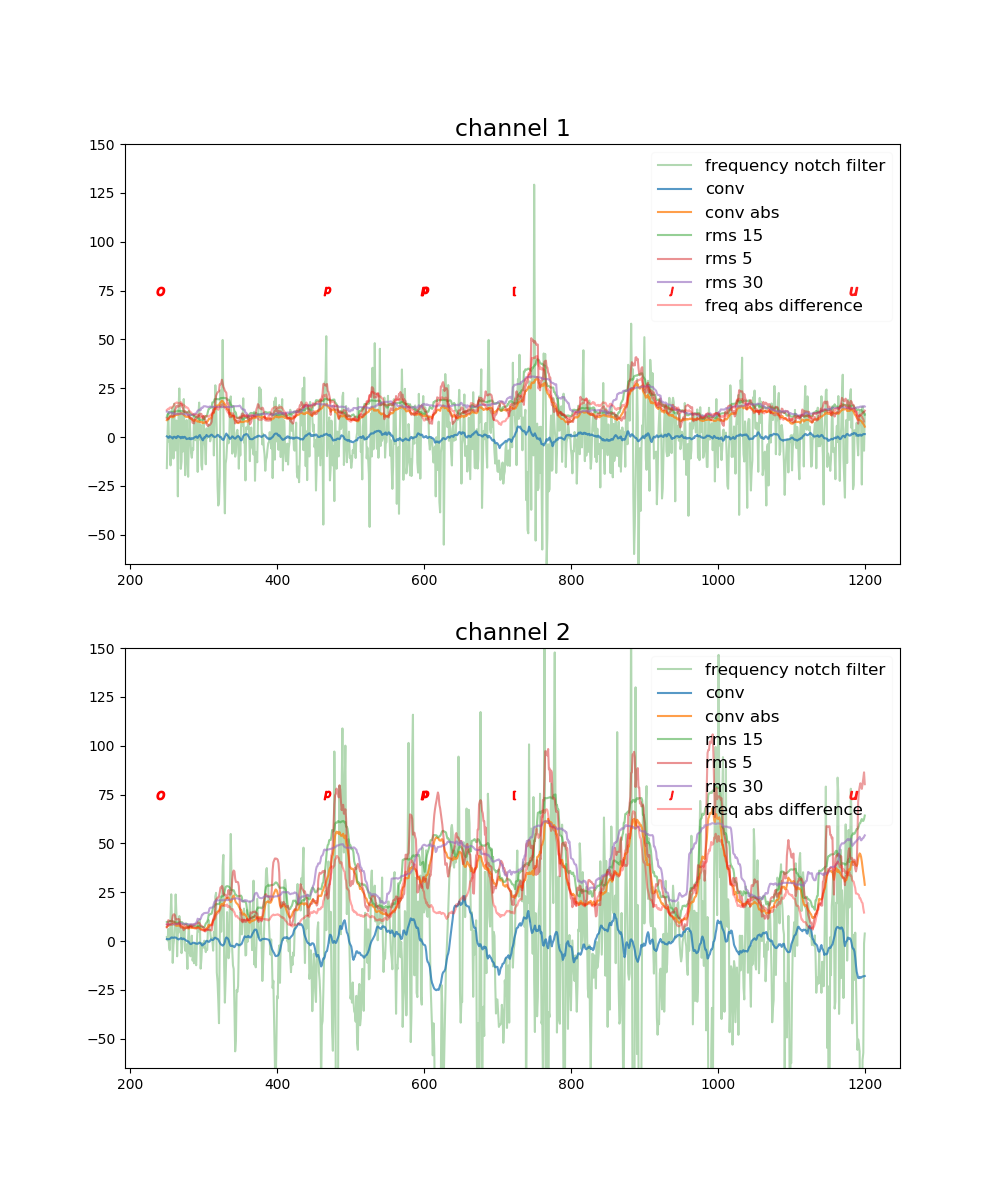 channel 1
150
125
100
75
50
25
0
−25
−50
200 400 600 800 1000 1200
frequency notch filter
conv
conv abs
rms 15
rms 5
rms 30
freq abs difference
o P P [ J u
channel 2
150
125
100
75
50
25
0
−25
−50
200 400 600 800 1000 1200
frequency notch filter
conv
conv abs
rms 15
rms 5
rms 30
freq abs difference
o P P [ J u